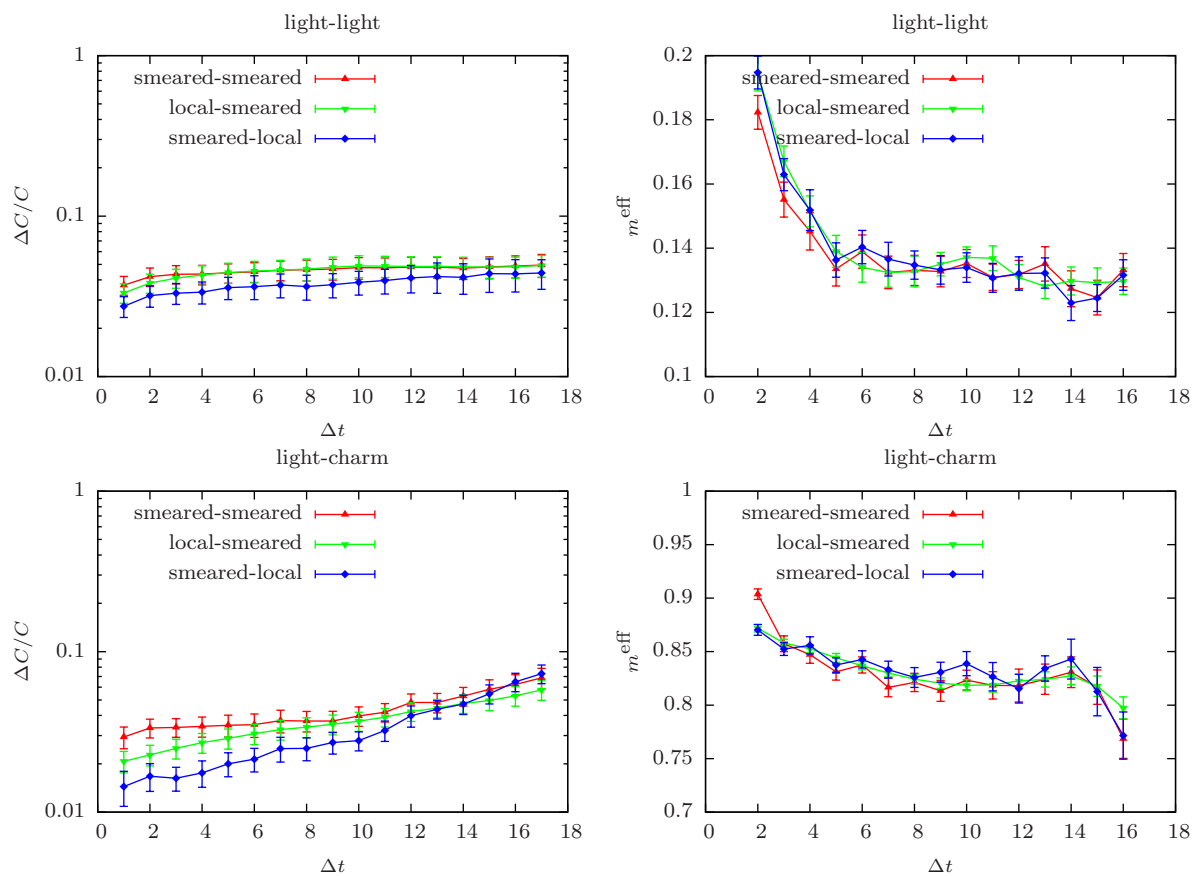 light-light
1
0.1
0.01
ΔC/C
smeared-smeared
local-smeared
smeared-local
0 2 4 6 8 10 12 14 16 18
Δt
light-light
0.2
0.18
0.16
0.14
0.12
0.1
m^eff
smeared-smeared
local-smeared
smeared-local
0 2 4 6 8 10 12 14 16 18
Δt
light-charm
1
0.1
0.01
ΔC/C
smeared-smeared
local-smeared
smeared-local
0 2 4 6 8 10 12 14 16 18
Δt
light-charm
1
0.95
0.9
0.85
0.8
0.75
0.7
m^eff
smeared-smeared
local-smeared
smeared-local
0 2 4 6 8 10 12 14 16 18
Δt